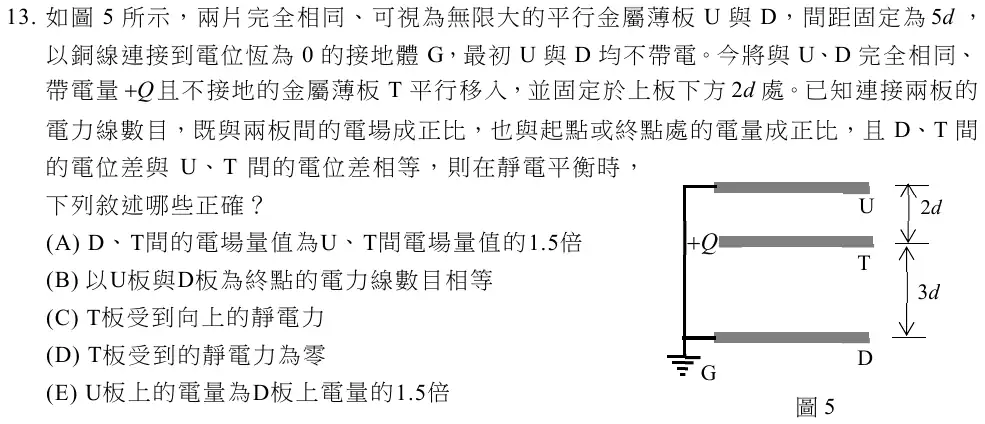 13. 如圖 5 所示，兩片完全相同、可視為無限大的平行金屬薄板 U 與 D，間距固定為 5d，
以銅線連接到電位恆為 0 的接地體 G，最初 U 與 D 均不帶電。今將與 U、D 完全相同、
帶電量 +Q 且不接地的金屬薄板 T 平行移入，並固定於上板下方 2d 處。已知連接兩板的
電力線數目，既與兩板間的電場成正比，也與起點或終點處的電量成正比，且 D、T 間
的電位差與 U、T 間的電位差相等，則在靜電平衡時，
下列敘述哪些正確？
(A) D、T間的電場量值為U、T間電場量值的1.5倍
(B) 以U板與D板為終點的電力線數目相等
(C) T板受到向上的靜電力
(D) T板受到的靜電力為零
(E) U板上的電量為D板上電量的1.5倍
U
2d
+Q
T
3d
D
G
圖 5